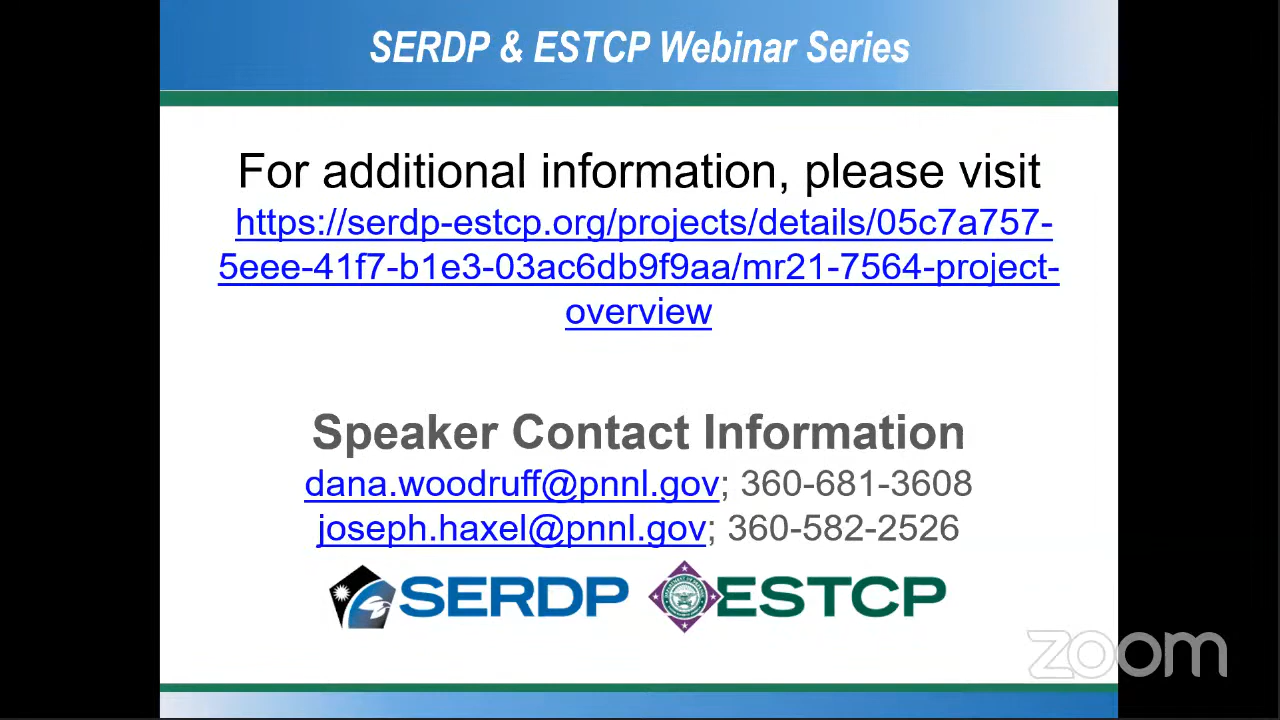 SERDP & ESTCP Webinar Series
For additional information, please visit
https://serdp-estcp.org/projects/details/05c7a757-
5eee-41f7-b1e3-03ac6db9f9aa/mr21-7564-project-
overview
Speaker Contact Information
dana.woodruff@pnnl.gov; 360-681-3608
joseph.haxel@pnnl.gov; 360-582-2526
SERDP ESTCP
zoom